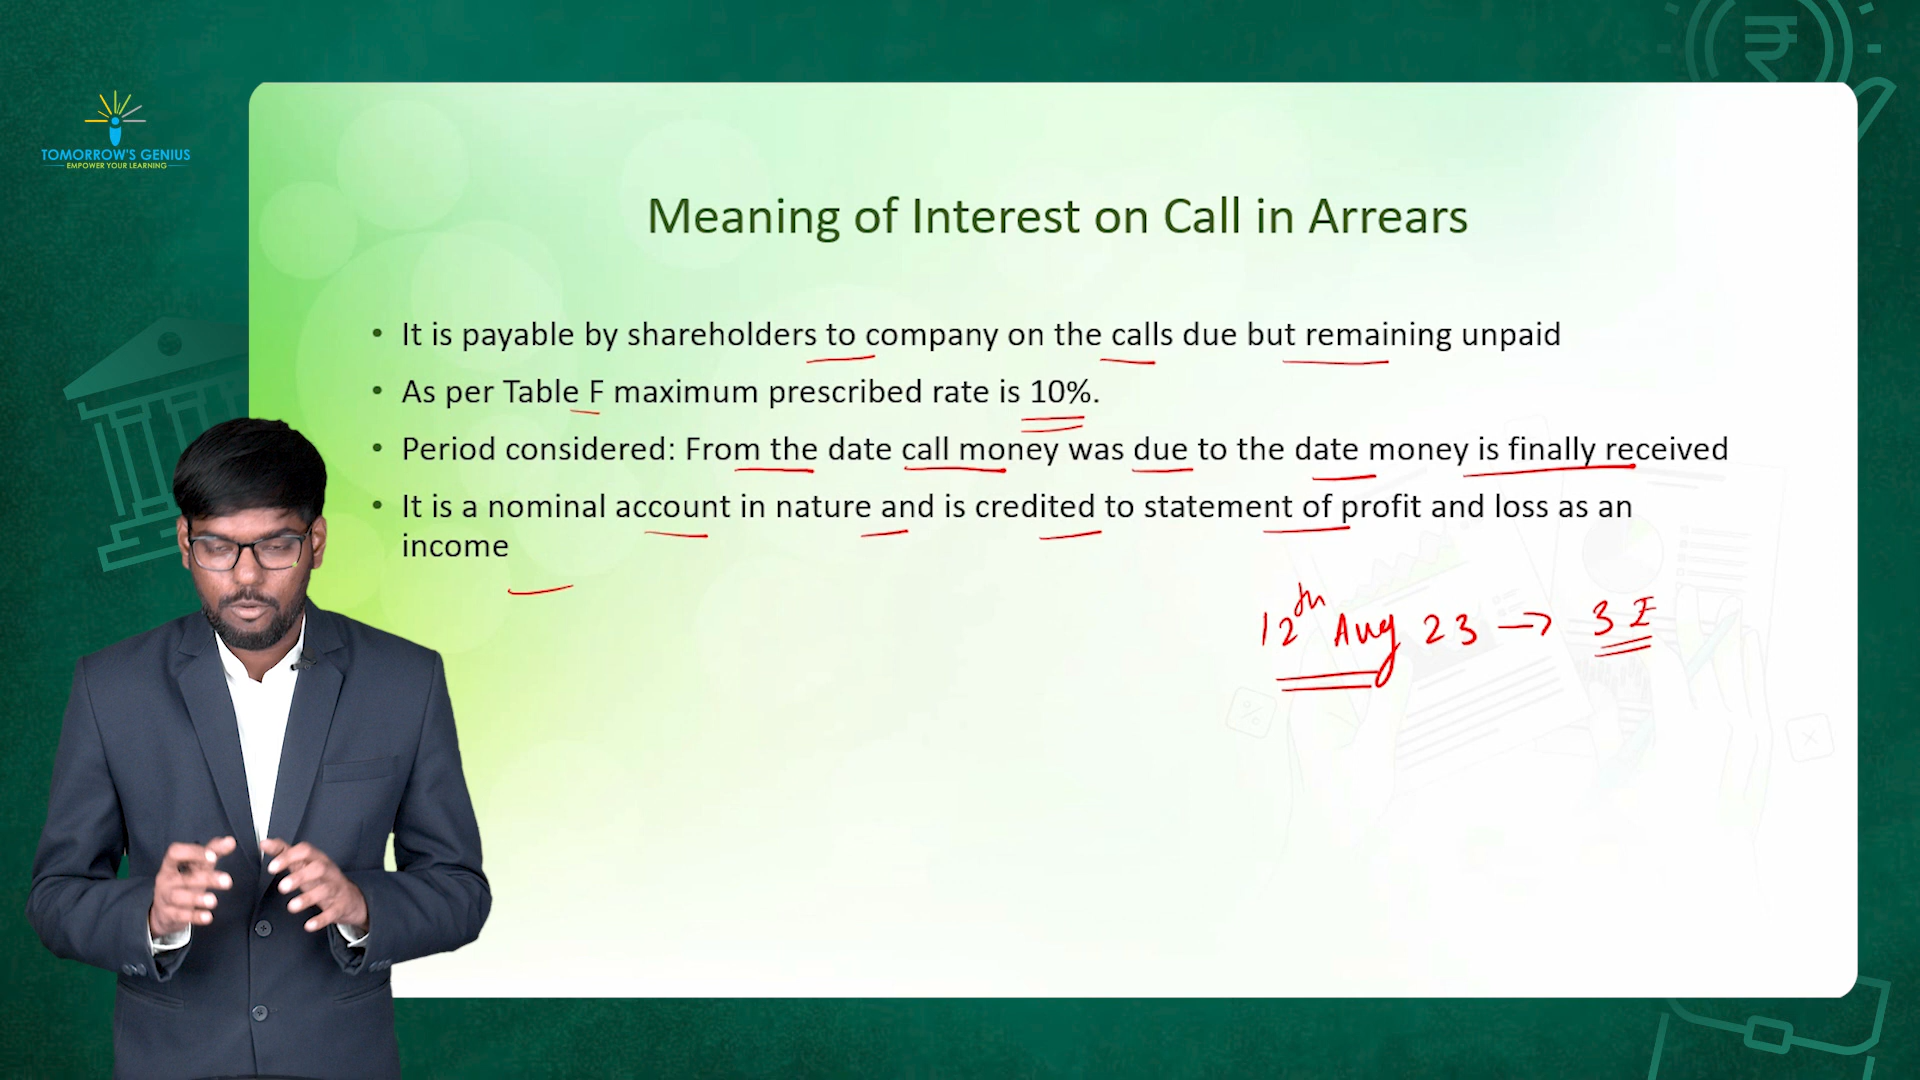 TOMORROW'S GENIUS
EMPOWER YOUR LEARNING
Meaning of Interest on Call in Arrears
• It is payable by shareholders to company on the calls due but remaining unpaid
• As per Table F maximum prescribed rate is 10%.
• Period considered: From the date call money was due to the date money is finally received
• It is a nominal account in nature and is credited to statement of profit and loss as an
income
12th Aug 23 → 3